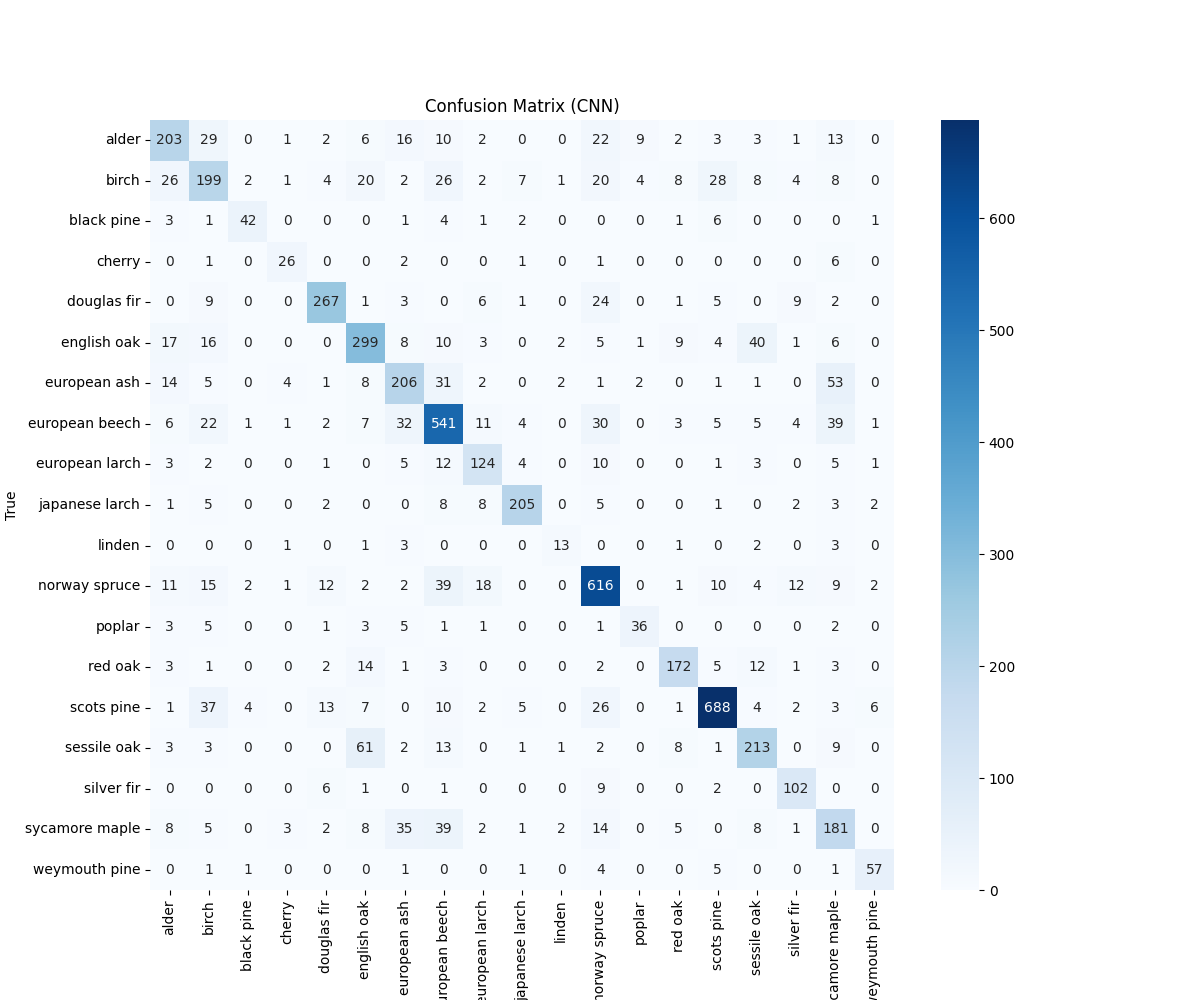 Confusion Matrix (CNN)
alder 203 29 0 1 2 6 16 10 2 0 0 22 9 2 3 3 1 13 0
birch 26 199 2 1 4 20 2 26 2 7 1 20 4 8 28 8 4 8 0
black pine 3 1 42 0 0 0 1 4 1 2 0 0 0 1 6 0 0 0 1
cherry 0 1 0 26 0 0 2 0 0 1 0 1 0 0 0 0 0 6 0
douglas fir 0 9 0 0 267 1 3 0 6 1 0 24 0 1 5 0 9 2 0
english oak 17 16 0 0 0 299 8 10 3 0 2 5 1 9 4 40 1 6 0
european ash 14 5 0 4 1 8 206 31 2 0 2 1 2 0 1 1 0 53 0
european beech 6 22 1 1 2 7 32 541 11 4 0 30 0 3 5 5 4 39 1
european larch 3 2 0 0 1 0 5 12 124 4 0 10 0 0 1 3 0 5 1
japanese larch 1 5 0 0 2 0 0 8 8 205 0 5 0 0 1 0 2 3 2
linden 0 0 0 1 0 1 3 0 0 0 13 0 0 1 0 2 0 3 0
norway spruce 11 15 2 1 12 2 2 39 18 0 0 616 0 1 10 4 12 9 2
poplar 3 5 0 0 1 3 5 1 1 0 0 1 36 0 0 0 0 2 0
red oak 3 1 0 0 2 14 1 3 0 0 0 2 0 172 5 12 1 3 0
scots pine 1 37 4 0 13 7 0 10 2 5 0 26 0 1 688 4 2 3 6
sessile oak 3 3 0 0 0 61 2 13 0 1 1 2 0 8 1 213 0 9 0
silver fir 0 0 0 0 6 1 0 1 0 0 0 9 0 0 2 0 102 0 0
sycamore maple 8 5 0 3 2 8 35 39 2 1 2 14 0 5 0 8 1 181 0
weymouth pine 0 1 1 0 0 0 1 0 0 1 0 4 0 0 5 0 0 1 57
True
alder
birch
black pine
cherry
douglas fir
english oak
european ash
uropean beech
european larch
japanese larch
linden
norway spruce
poplar
red oak
scots pine
sessile oak
silver fir
camore maple
weymouth pine
600
500
400
300
200
100
0